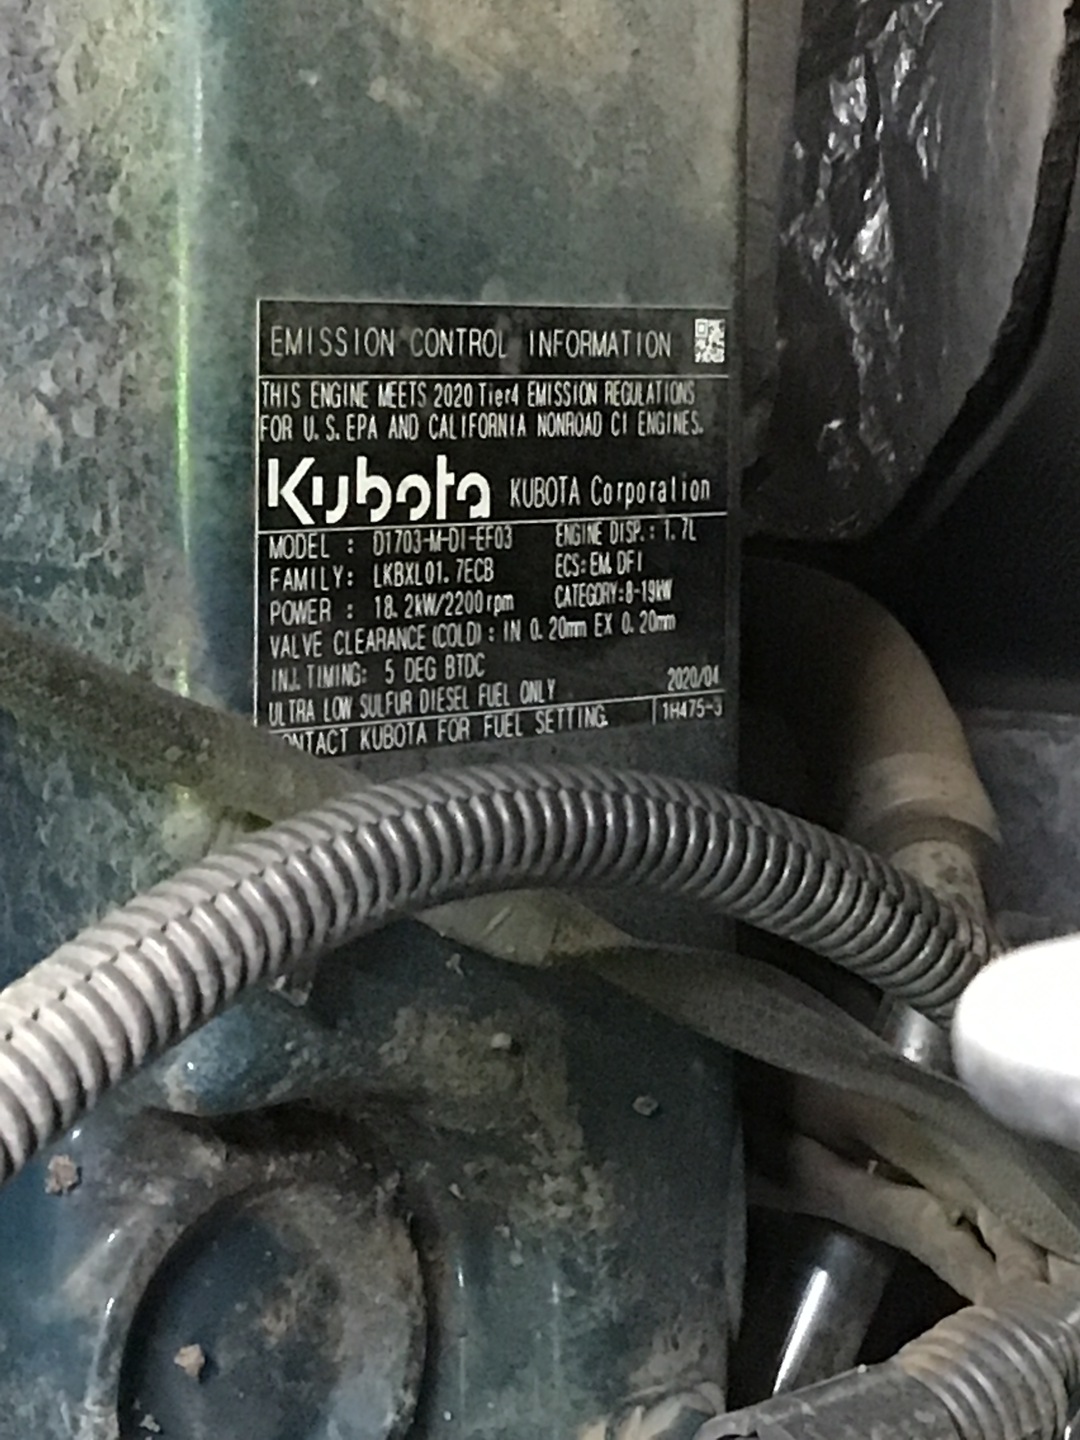 EMISSION CONTROL INFORMATION
THIS ENGINE MEETS 2020 Tier4 EMISSION REGULATIONS
FOR U.S.EPA AND CALIFORNIA NONROAD CI ENGINES.
Kubota KUBOTA Corporation
MODEL : D1703-M-DI-EF03 ENGINE DISP.: 1.7L
FAMILY: LKBXL01.7ECB ECS:EM,DFI
POWER : 18.2kW/2200rpm CATEGORY:8-19kW
VALVE CLEARANCE(COLD): IN 0.20mm EX 0.20mm
INJ.TIMING: 5 DEG BTDC
ULTRA LOW SULFUR DIESEL FUEL ONLY 2020/04
ONTACT KUBOTA FOR FUEL SETTING. 1H475-3